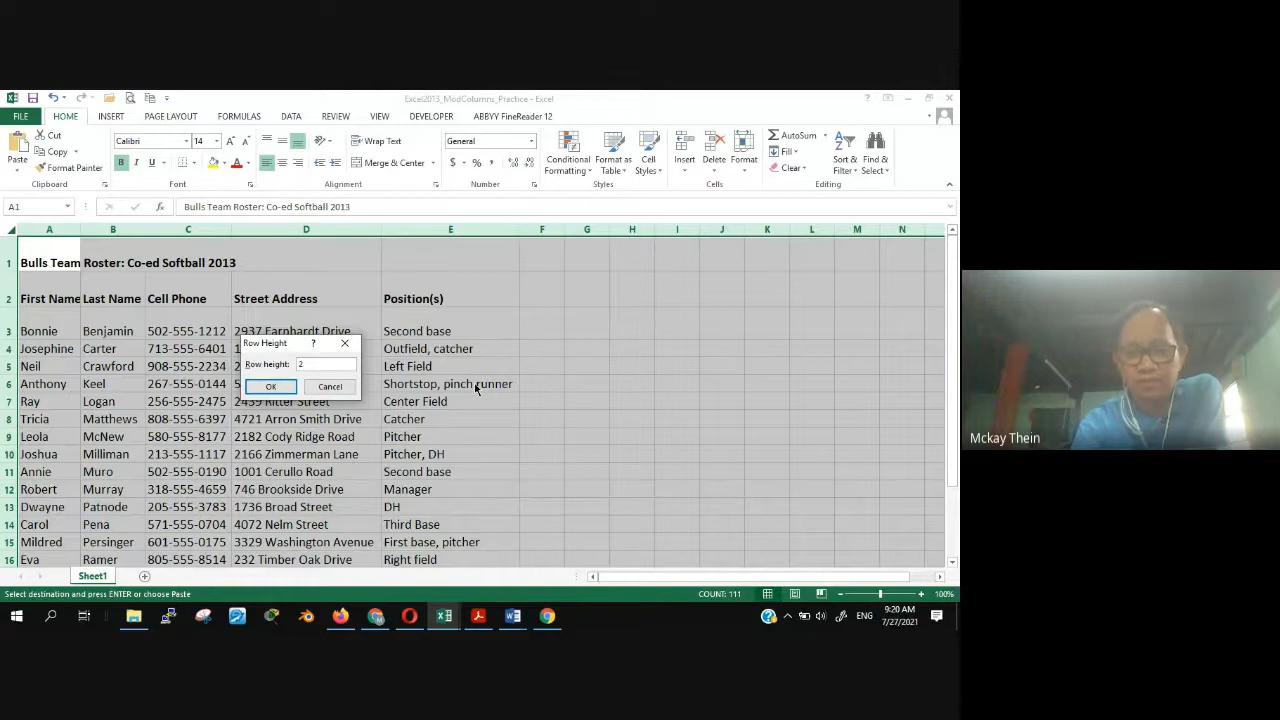 Excel2013_ModColumns_Practice - Excel
FILE HOME INSERT PAGE LAYOUT FORMULAS DATA REVIEW VIEW DEVELOPER ABBYY FineReader 12
Paste
Cut
Copy
Format Painter
Clipboard
Calibri 14
B I U
Font
Wrap Text
Merge & Center
Alignment
General
$ % ,
Number
Conditional Formatting
Format as Table
Cell Styles
Styles
Insert Delete Format
Cells
AutoSum
Fill
Clear
Sort & Filter
Find & Select
Editing
A1 fx Bulls Team Roster: Co-ed Softball 2013
A B C D E F G H I J K L M N
1 Bulls Team Roster: Co-ed Softball 2013
2 First Name Last Name Cell Phone Street Address Position(s)
3 Bonnie Benjamin 502-555-1212 2937 Earnhardt Drive Second base
4 Josephine Carter 713-555-6401 Outfield, catcher
5 Neil Crawford 908-555-2234 Left Field
6 Anthony Keel 267-555-0144 Shortstop, pinch runner
7 Ray Logan 256-555-2475 2459 Ritter Street Center Field
8 Tricia Matthews 808-555-6397 4721 Arron Smith Drive Catcher
9 Leola McNew 580-555-8177 2182 Cody Ridge Road Pitcher
10 Joshua Milliman 213-555-1117 2166 Zimmerman Lane Pitcher, DH
11 Annie Muro 502-555-0190 1001 Cerullo Road Second base
12 Robert Murray 318-555-4659 746 Brookside Drive Manager
13 Dwayne Patnode 205-555-3783 1736 Broad Street DH
14 Carol Pena 571-555-0704 4072 Nelm Street Third Base
15 Mildred Persinger 601-555-0175 3329 Washington Avenue First base, pitcher
16 Eva Ramer 805-555-8514 232 Timber Oak Drive Right field
Row Height ?
Row height: 2
OK Cancel
Sheet1
Select destination and press ENTER or choose Paste COUNT: 111 100%
ENG
9:20 AM
7/27/2021
Mckay Thein